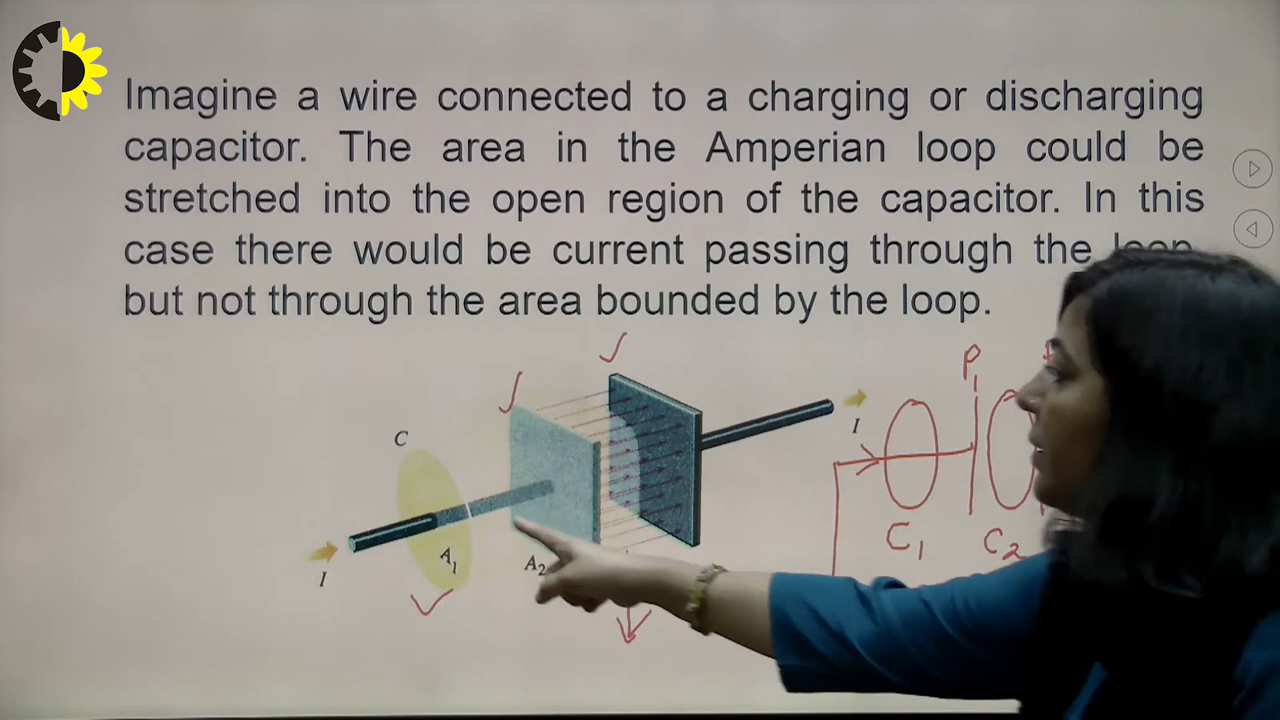 Imagine a wire connected to a charging or discharging
capacitor. The area in the Amperian loop could be
stretched into the open region of the capacitor. In this
case there would be current passing through the loop,
but not through the area bounded by the loop.
P1
C
I
A1
I
A2
C1
C2